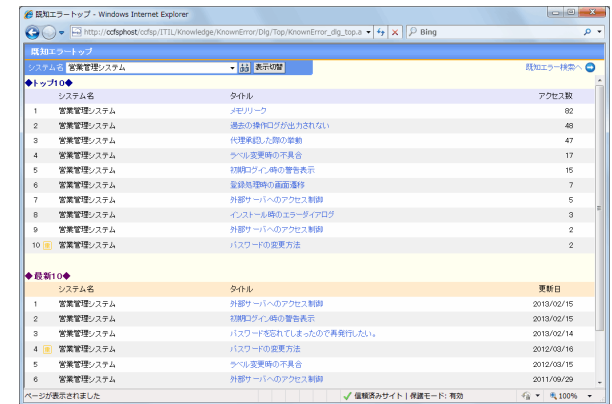 既知エラートップ - Windows Internet Explorer
http://ccfsphost/ccfsp/ITIL/Knowledge/KnownError/Dlg/Top/KnownError_dlg_top.a
Bing
既知エラートップ
システム名 営業管理システム 表示切替 既知エラー検索へ
◆トップ10◆
システム名 タイトル アクセス数
1 営業管理システム メモリリーク 82
2 営業管理システム 過去の操作ログが出力されない 48
3 営業管理システム 代理承認した際の挙動 47
4 営業管理システム ラベル変更時の不具合 17
5 営業管理システム 初期ログイン時の警告表示 15
6 営業管理システム 登録処理時の画面遷移 7
7 営業管理システム 外部サーバへのアクセス制御 5
8 営業管理システム インストール時のエラーダイアログ 3
9 営業管理システム 外部サーバへのアクセス制御 2
10 営業管理システム パスワードの変更方法 2
◆最新10◆
システム名 タイトル 更新日
1 営業管理システム 外部サーバへのアクセス制御 2013/02/15
2 営業管理システム 初期ログイン時の警告表示 2013/02/15
3 営業管理システム パスワードを忘れてしまったので再発行したい。 2013/02/14
4 営業管理システム パスワードの変更方法 2012/03/16
5 営業管理システム ラベル変更時の不具合 2012/03/15
6 営業管理システム 外部サーバへのアクセス制御 2011/09/29
ページが表示されました 信頼済みサイト | 保護モード: 有効 100%